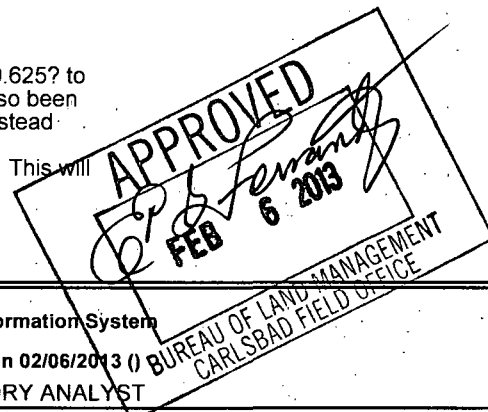 0.625? to
so been
stead
This will
APPROVED
FEB 6 2013
BUREAU OF LAND MANAGEMENT
CARLSBAD FIELD OFFICE
ormation System
n 02/06/2013 ()
RY ANALYST